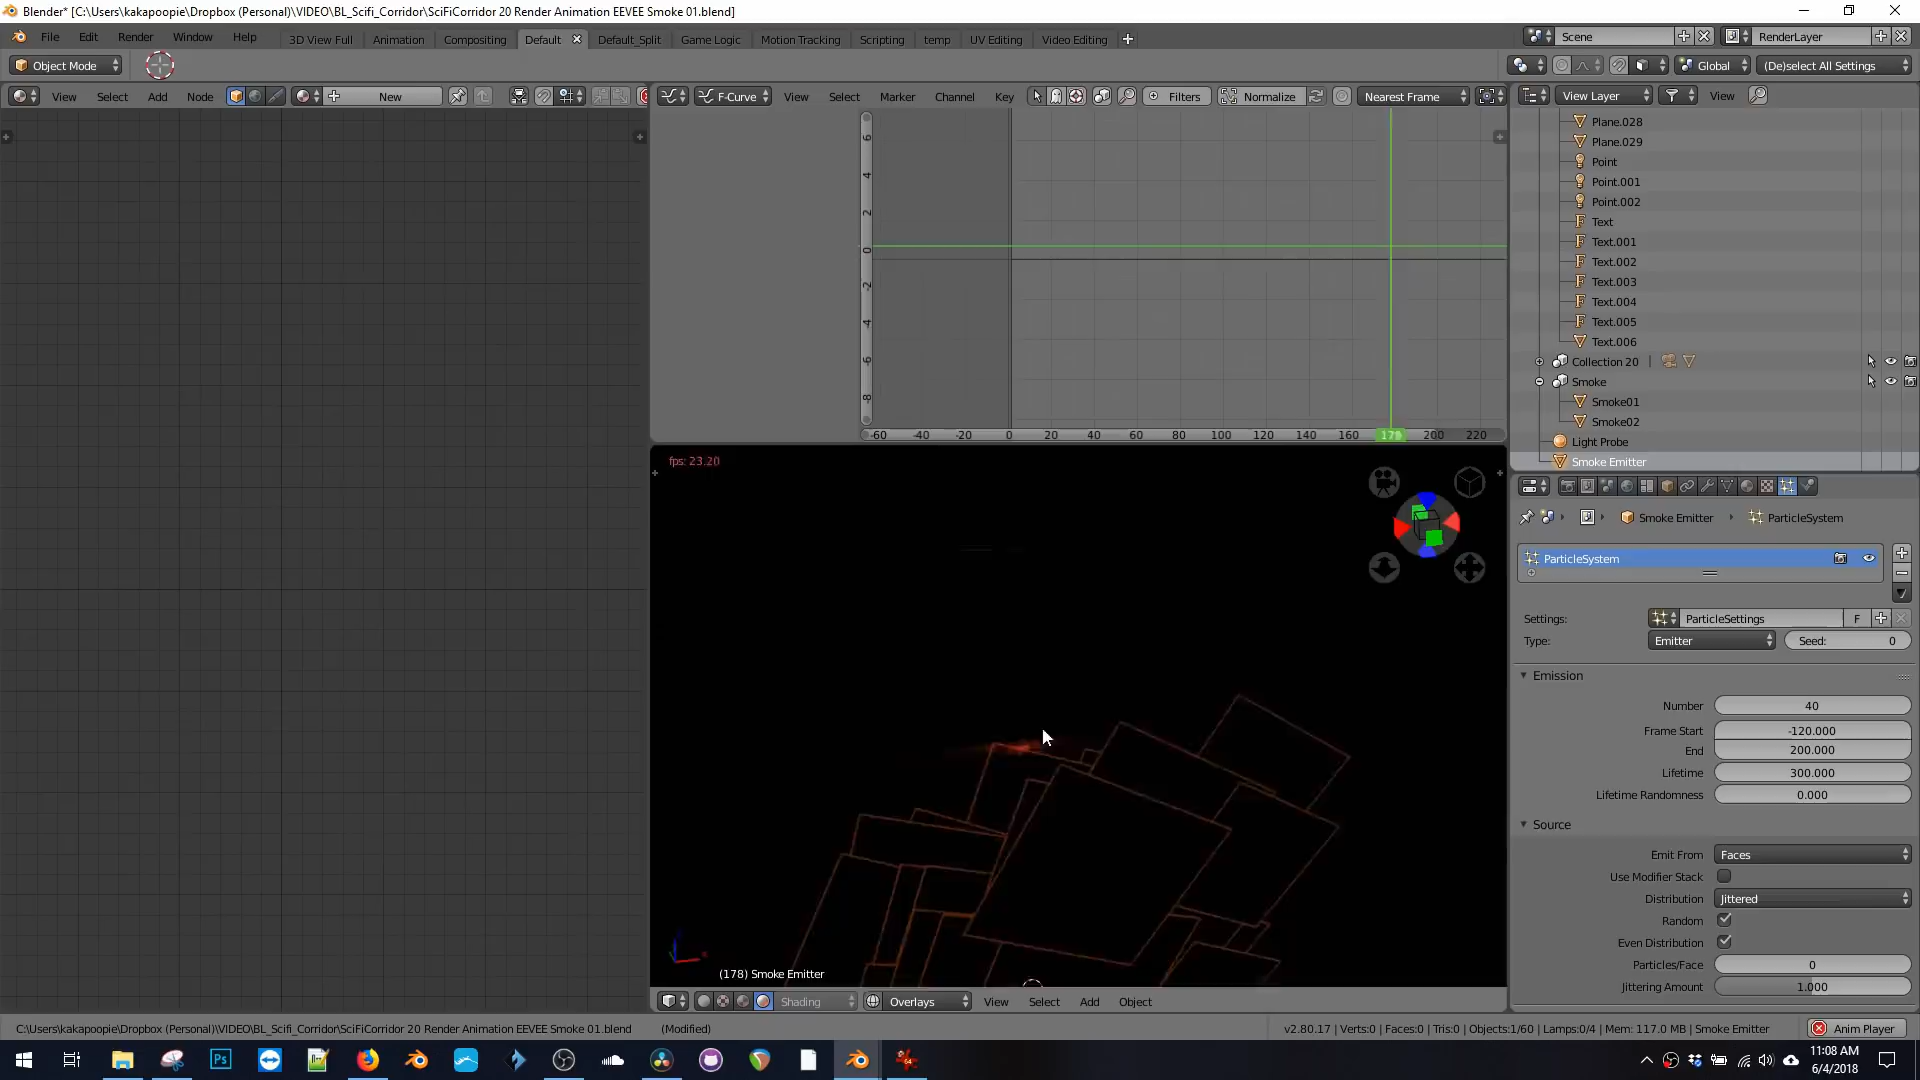 Blender* [C:\Users\kakapoopie\Dropbox (Personal)\VIDEO\BL_Scifi_Corridor\SciFiCorridor 20 Render Animation EEVEE Smoke 01.blend]
File Edit Render Window Help 3D View Full Animation Compositing Default Default_Split Game Logic Motion Tracking Scripting temp UV Editing Video Editing Scene RenderLayer
Object Mode Global (De)select All Settings
View Select Add Node New F-Curve View Select Marker Channel Key Filters Normalize Nearest Frame View Layer View
Plane.028
Plane.029
Point
Point.001
Point.002
Text
Text.001
Text.002
Text.003
Text.004
Text.005
Text.006
Collection 20
Smoke
Smoke01
Smoke02
Light Probe
Smoke Emitter
6
4
2
0
-2
-4
-6
-8
-60 -40 -20 0 20 40 60 80 100 120 140 160 178 200 220
fps: 23.20
(178) Smoke Emitter
Shading Overlays View Select Add Object
Smoke Emitter ParticleSystem
ParticleSystem
Settings: ParticleSettings F
Type: Emitter Seed: 0
Emission
Number 40
Frame Start -120.000
End 200.000
Lifetime 300.000
Lifetime Randomness 0.000
Source
Emit From Faces
Use Modifier Stack
Distribution Jittered
Random
Even Distribution
Particles/Face 0
Jittering Amount 1.000
C:\Users\kakapoopie\Dropbox (Personal)\VIDEO\BL_Scifi_Corridor\SciFiCorridor 20 Render Animation EEVEE Smoke 01.blend (Modified) v2.80.17 | Verts:0 | Faces:0 | Tris:0 | Objects:1/60 | Lamps:0/4 | Mem: 117.0 MB | Smoke Emitter Anim Player
Ps
11:08 AM
6/4/2018